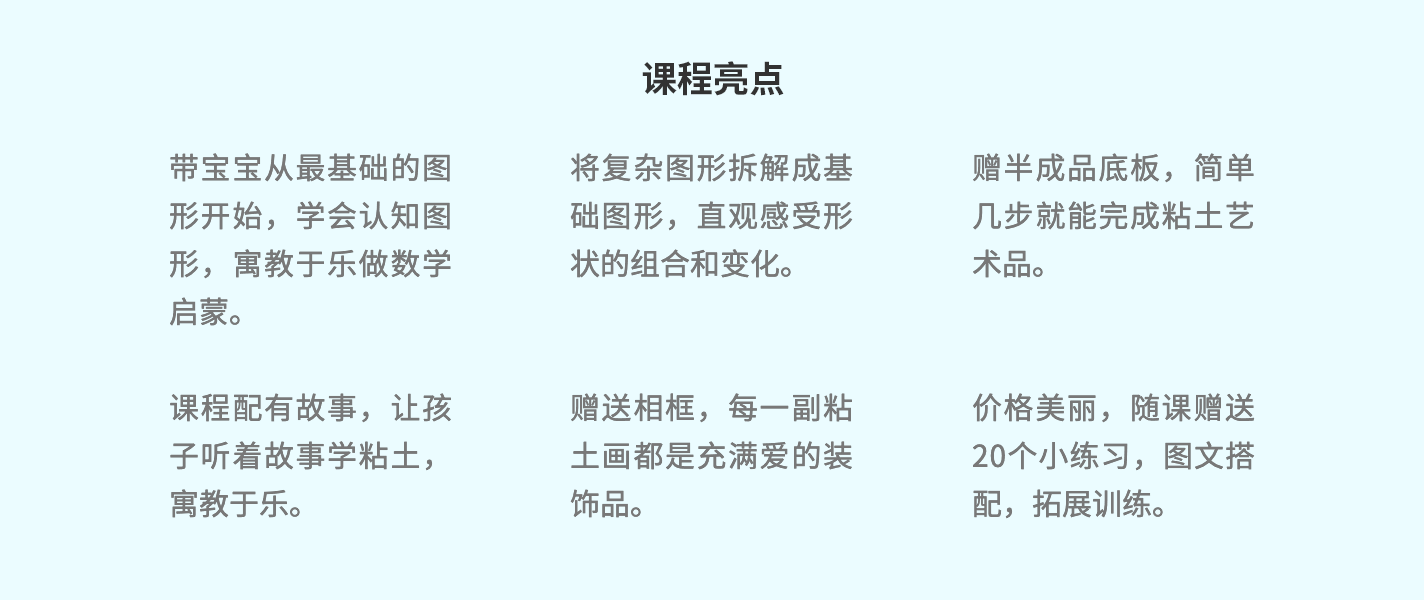 课程亮点
带宝宝从最基础的图
形开始，学会认知图
形，寓教于乐做数学
启蒙。
将复杂图形拆解成基
础图形，直观感受形
状的组合和变化。
赠半成品底板，简单
几步就能完成粘土艺
术品。
课程配有故事，让孩
子听着故事学粘土，
寓教于乐。
赠送相框，每一副粘
土画都是充满爱的装
饰品。
价格美丽，随课赠送
20个小练习，图文搭
配，拓展训练。